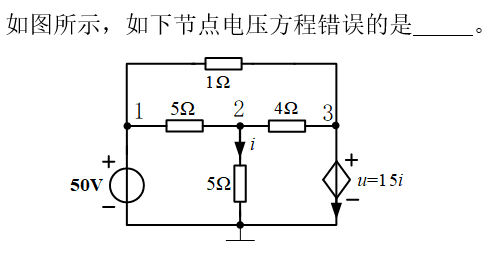 如图所示，如下节点电压方程错误的是_____。
1Ω
1 5Ω 2 4Ω 3
i
+ +
50V 5Ω u=15i
− −